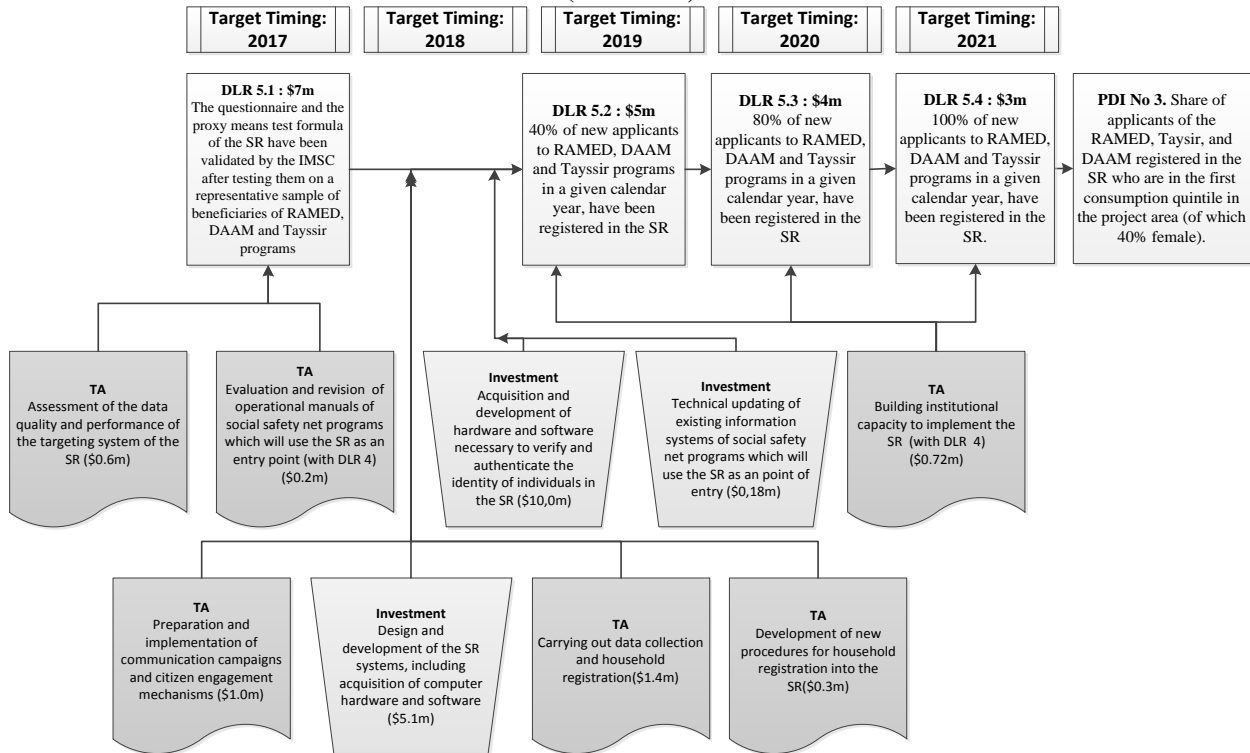 Target Timing:
2017
Target Timing:
2018
Target Timing:
2019
Target Timing:
2020
Target Timing:
2021
DLR 5.1 : $7m
The questionnaire and the
proxy means test formula
of the SR have been
validated by the IMSC
after testing them on a
representative sample of
beneficiaries of RAMED,
DAAM and Tayssir
programs
DLR 5.2 : $5m
40% of new applicants
to RAMED, DAAM
and Tayssir programs
in a given calendar
year, have been
registered in the SR
DLR 5.3 : $4m
80% of new
applicants to RAMED,
DAAM and Tayssir
programs in a given
calendar year, have
been registered in the
SR
DLR 5.4 : $3m
100% of new
applicants to RAMED,
DAAM and Tayssir
programs in a given
calendar year, have
been registered in the
SR.
PDI No 3. Share of
applicants of the
RAMED, Taysir, and
DAAM registered in the
SR who are in the first
consumption quintile in
the project area (of which
40% female).
TA
Assessment of the data
quality and performance of
the targeting system of the
SR ($0.6m)
TA
Evaluation and revision of
operational manuals of
social safety net programs
which will use the SR as an
entry point (with DLR 4)
($0.2m)
Investment
Acquisition and
development of
hardware and software
necessary to verify and
authenticate the
identity of individuals in
the SR ($10,0m)
Investment
Technical updating of
existing information
systems of social safety
net programs which will
use the SR as an point of
entry ($0,18m)
TA
Building institutional
capacity to implement the
SR (with DLR 4)
($0.72m)
TA
Preparation and
implementation of
communication campaigns
and citizen engagement
mechanisms ($1.0m)
Investment
Design and
development of the SR
systems, including
acquisition of computer
hardware and software
($5.1m)
TA
Carrying out data collection
and household
registration($1.4m)
TA
Development of new
procedures for household
registration into the
SR($0.3m)